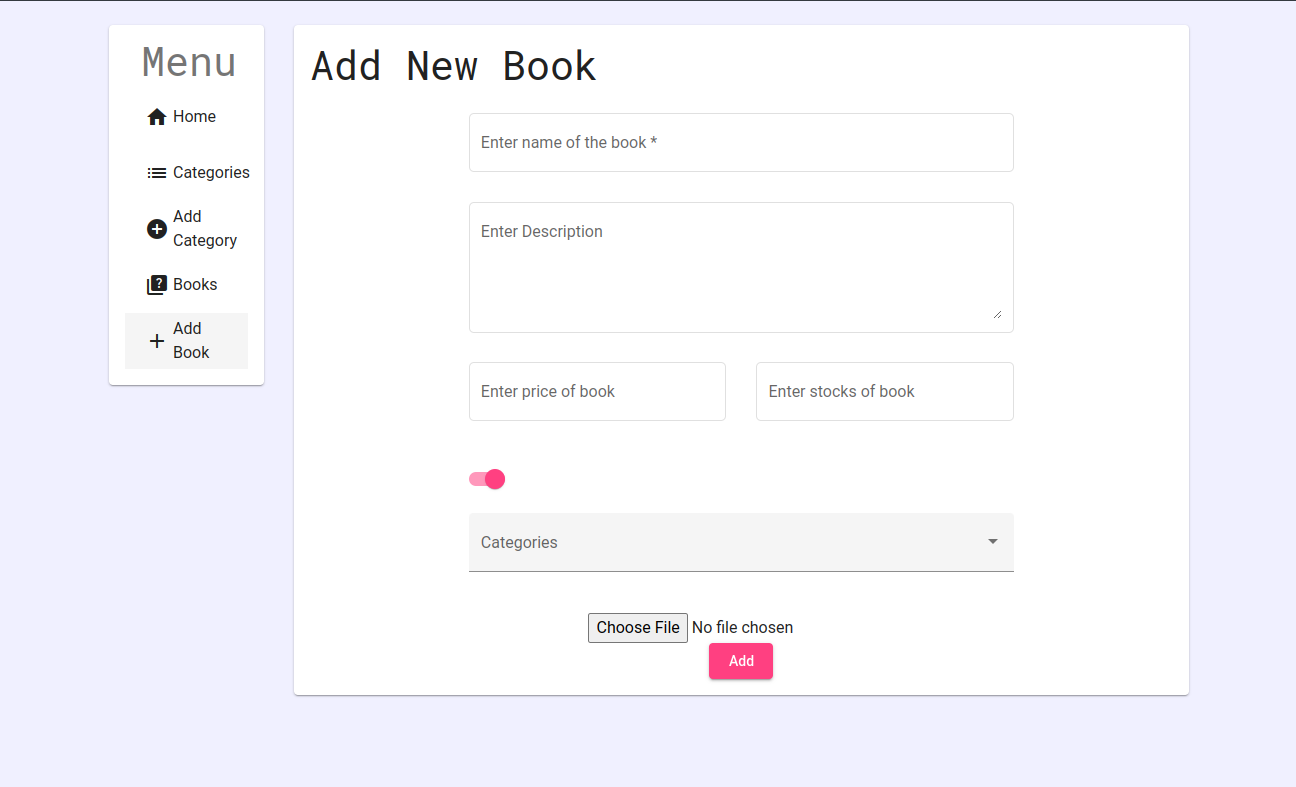 Menu
Home
Categories
Add
Category
Books
Add
Book
Add New Book
Enter name of the book *
Enter Description
Enter price of book
Enter stocks of book
Categories
Choose File No file chosen
Add